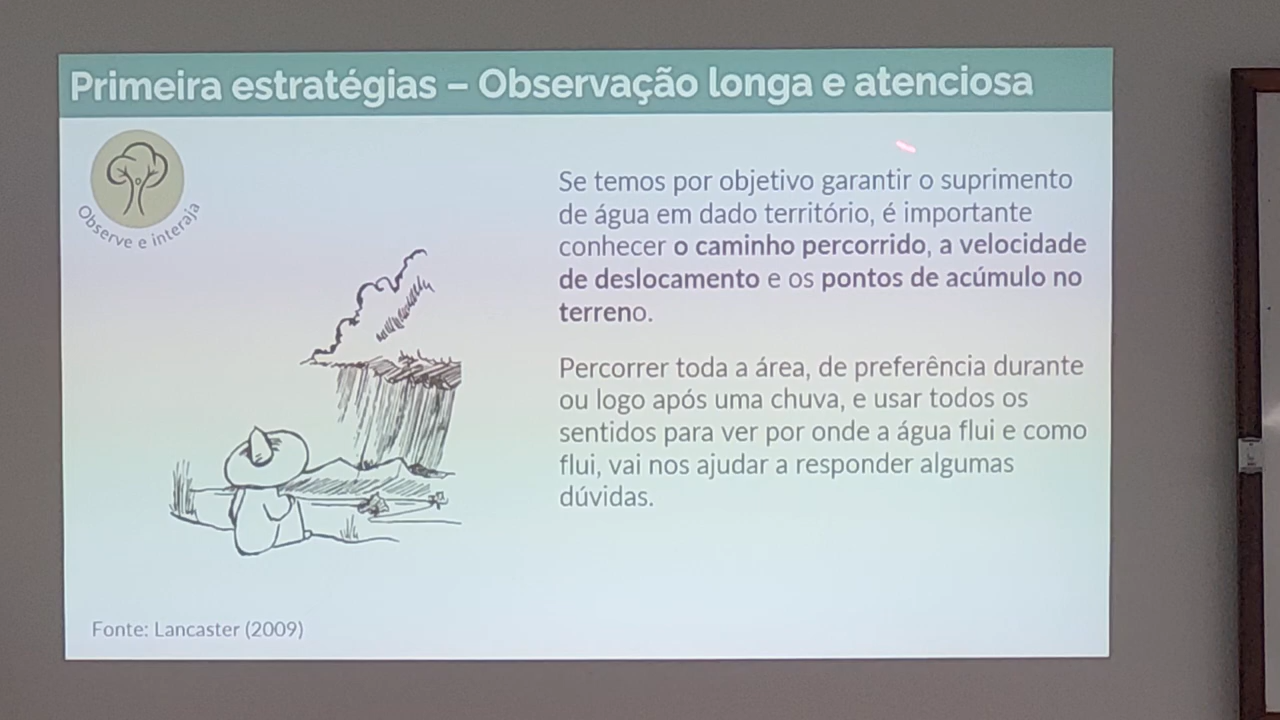 Primeira estratégias – Observação longa e atenciosa
Observe e interaja
Se temos por objetivo garantir o suprimento
de água em dado território, é importante
conhecer o caminho percorrido, a velocidade
de deslocamento e os pontos de acúmulo no
terreno.
Percorrer toda a área, de preferência durante
ou logo após uma chuva, e usar todos os
sentidos para ver por onde a água flui e como
flui, vai nos ajudar a responder algumas
dúvidas.
Fonte: Lancaster (2009)